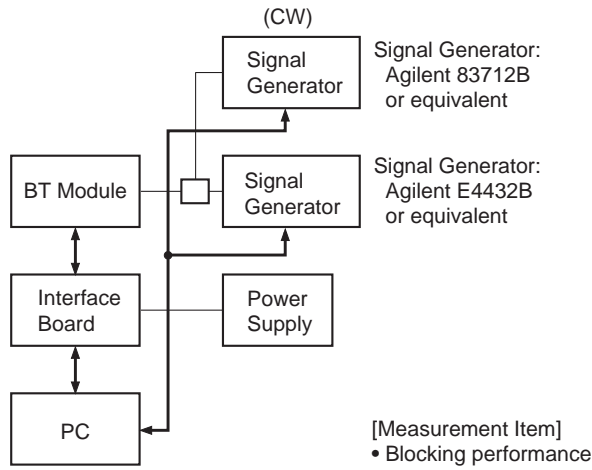 (CW)
Signal
Generator
Signal Generator:
Agilent 83712B
or equivalent
BT Module
Signal
Generator
Signal Generator:
Agilent E4432B
or equivalent
Interface
Board
Power
Supply
PC
[Measurement Item]
• Blocking performance